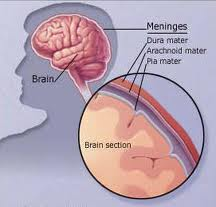 Meninges
Dura mater
Arachnoid mater
Pia mater
Brain
Brain section